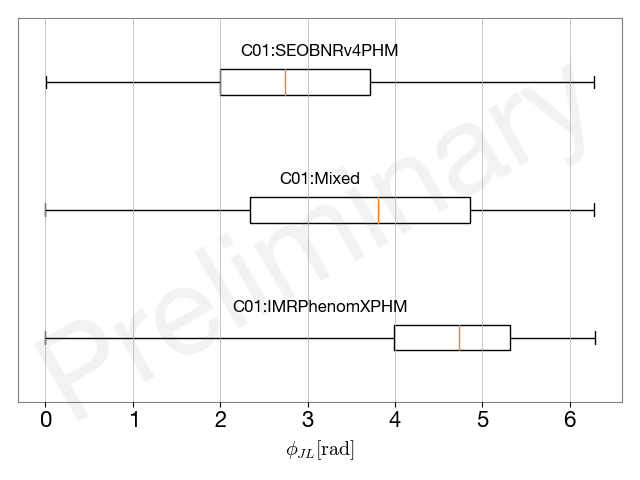 C01:SEOBNRv4PHM
C01:Mixed
C01:IMRPhenomXPHM
Preliminary
0 1 2 3 4 5 6
ϕ_JL[rad]